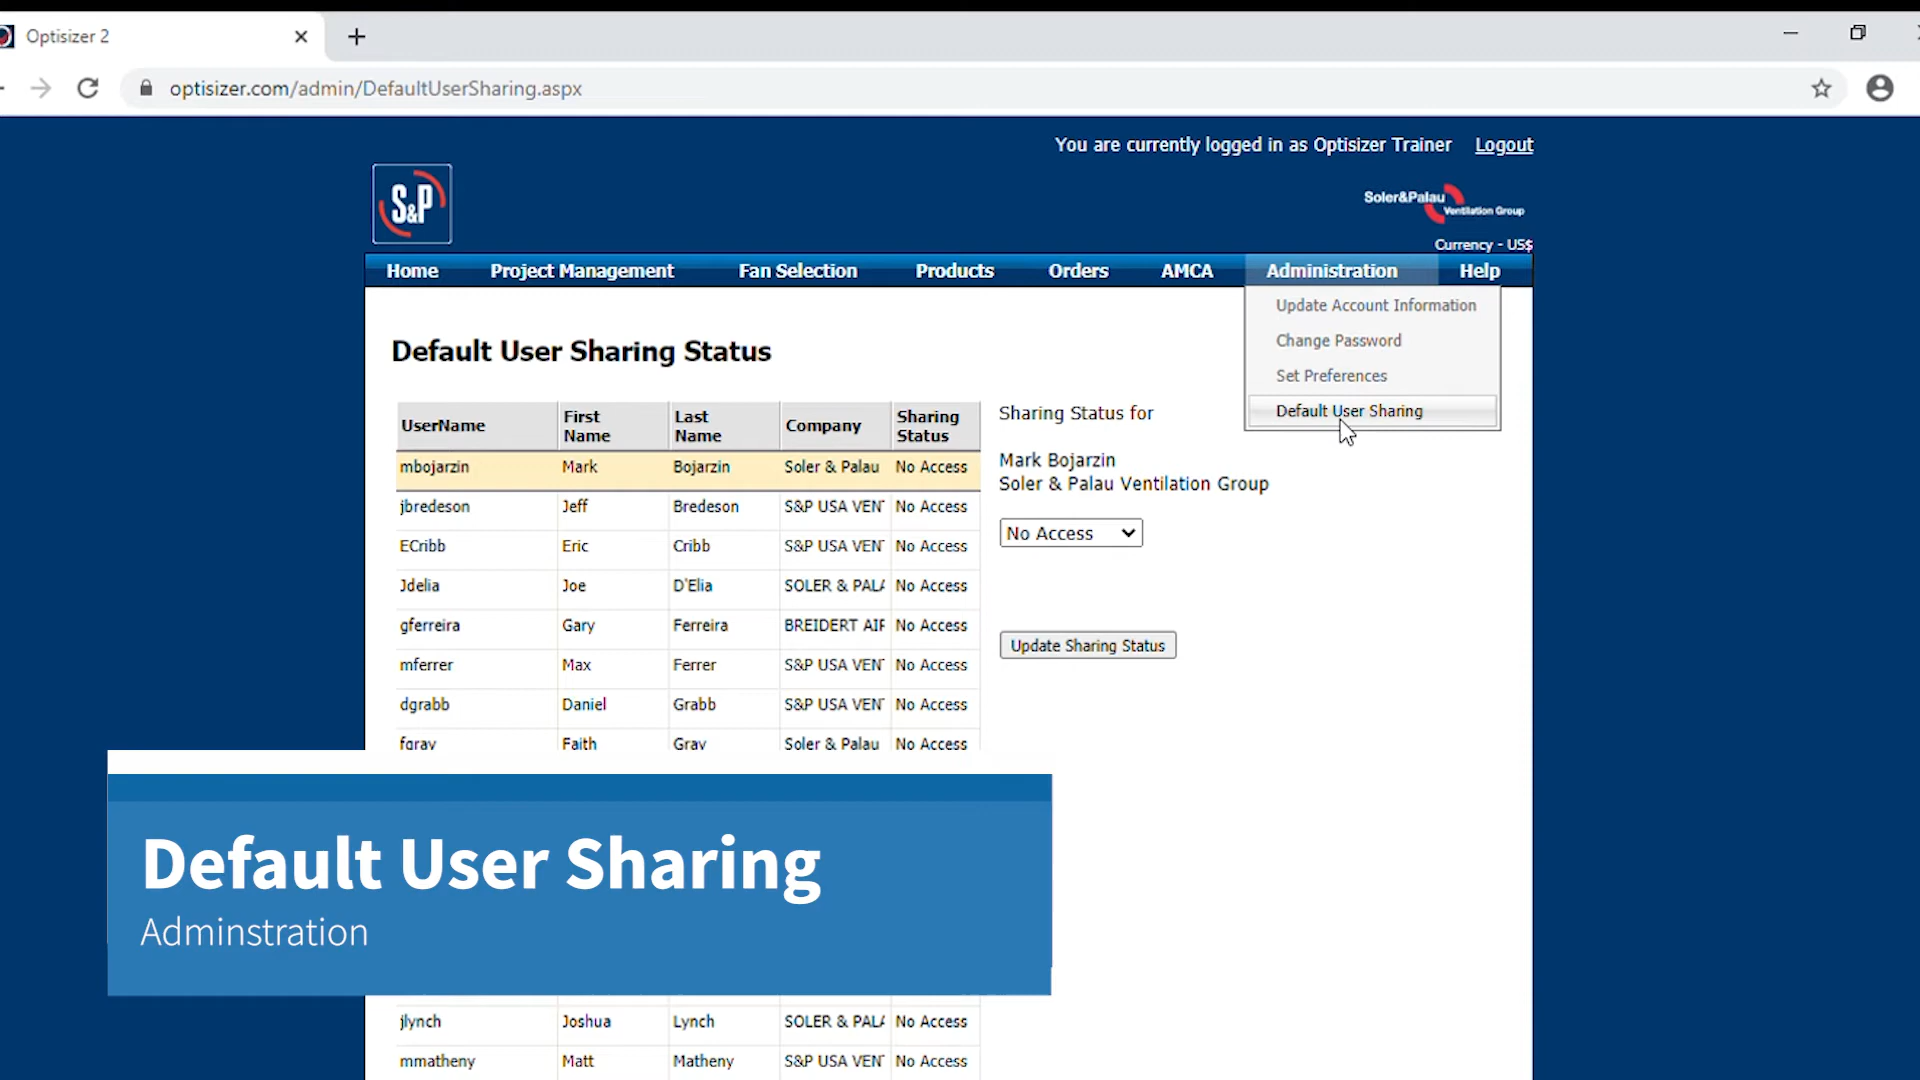 Optisizer 2
optisizer.com/admin/DefaultUserSharing.aspx
You are currently logged in as Optisizer Trainer Logout
S&P
Soler&Palau
Ventilation Group
Currency - US$
Home Project Management Fan Selection Products Orders AMCA Administration Help
Update Account Information
Change Password
Set Preferences
Default User Sharing
Default User Sharing Status
UserName First Name Last Name Company Sharing Status
mbojarzin Mark Bojarzin Soler & Palau No Access
jbredeson Jeff Bredeson S&P USA VEN No Access
ECribb Eric Cribb S&P USA VEN No Access
Jdelia Joe D'Elia SOLER & PALA No Access
gferreira Gary Ferreira BREIDERT AIR No Access
mferrer Max Ferrer S&P USA VEN No Access
dgrabb Daniel Grabb S&P USA VEN No Access
fgray Faith Gray Soler & Palau No Access
jlynch Joshua Lynch SOLER & PALA No Access
mmatheny Matt Matheny S&P USA VEN No Access
Sharing Status for
Mark Bojarzin
Soler & Palau Ventilation Group
No Access
Update Sharing Status
Default User Sharing
Adminstration